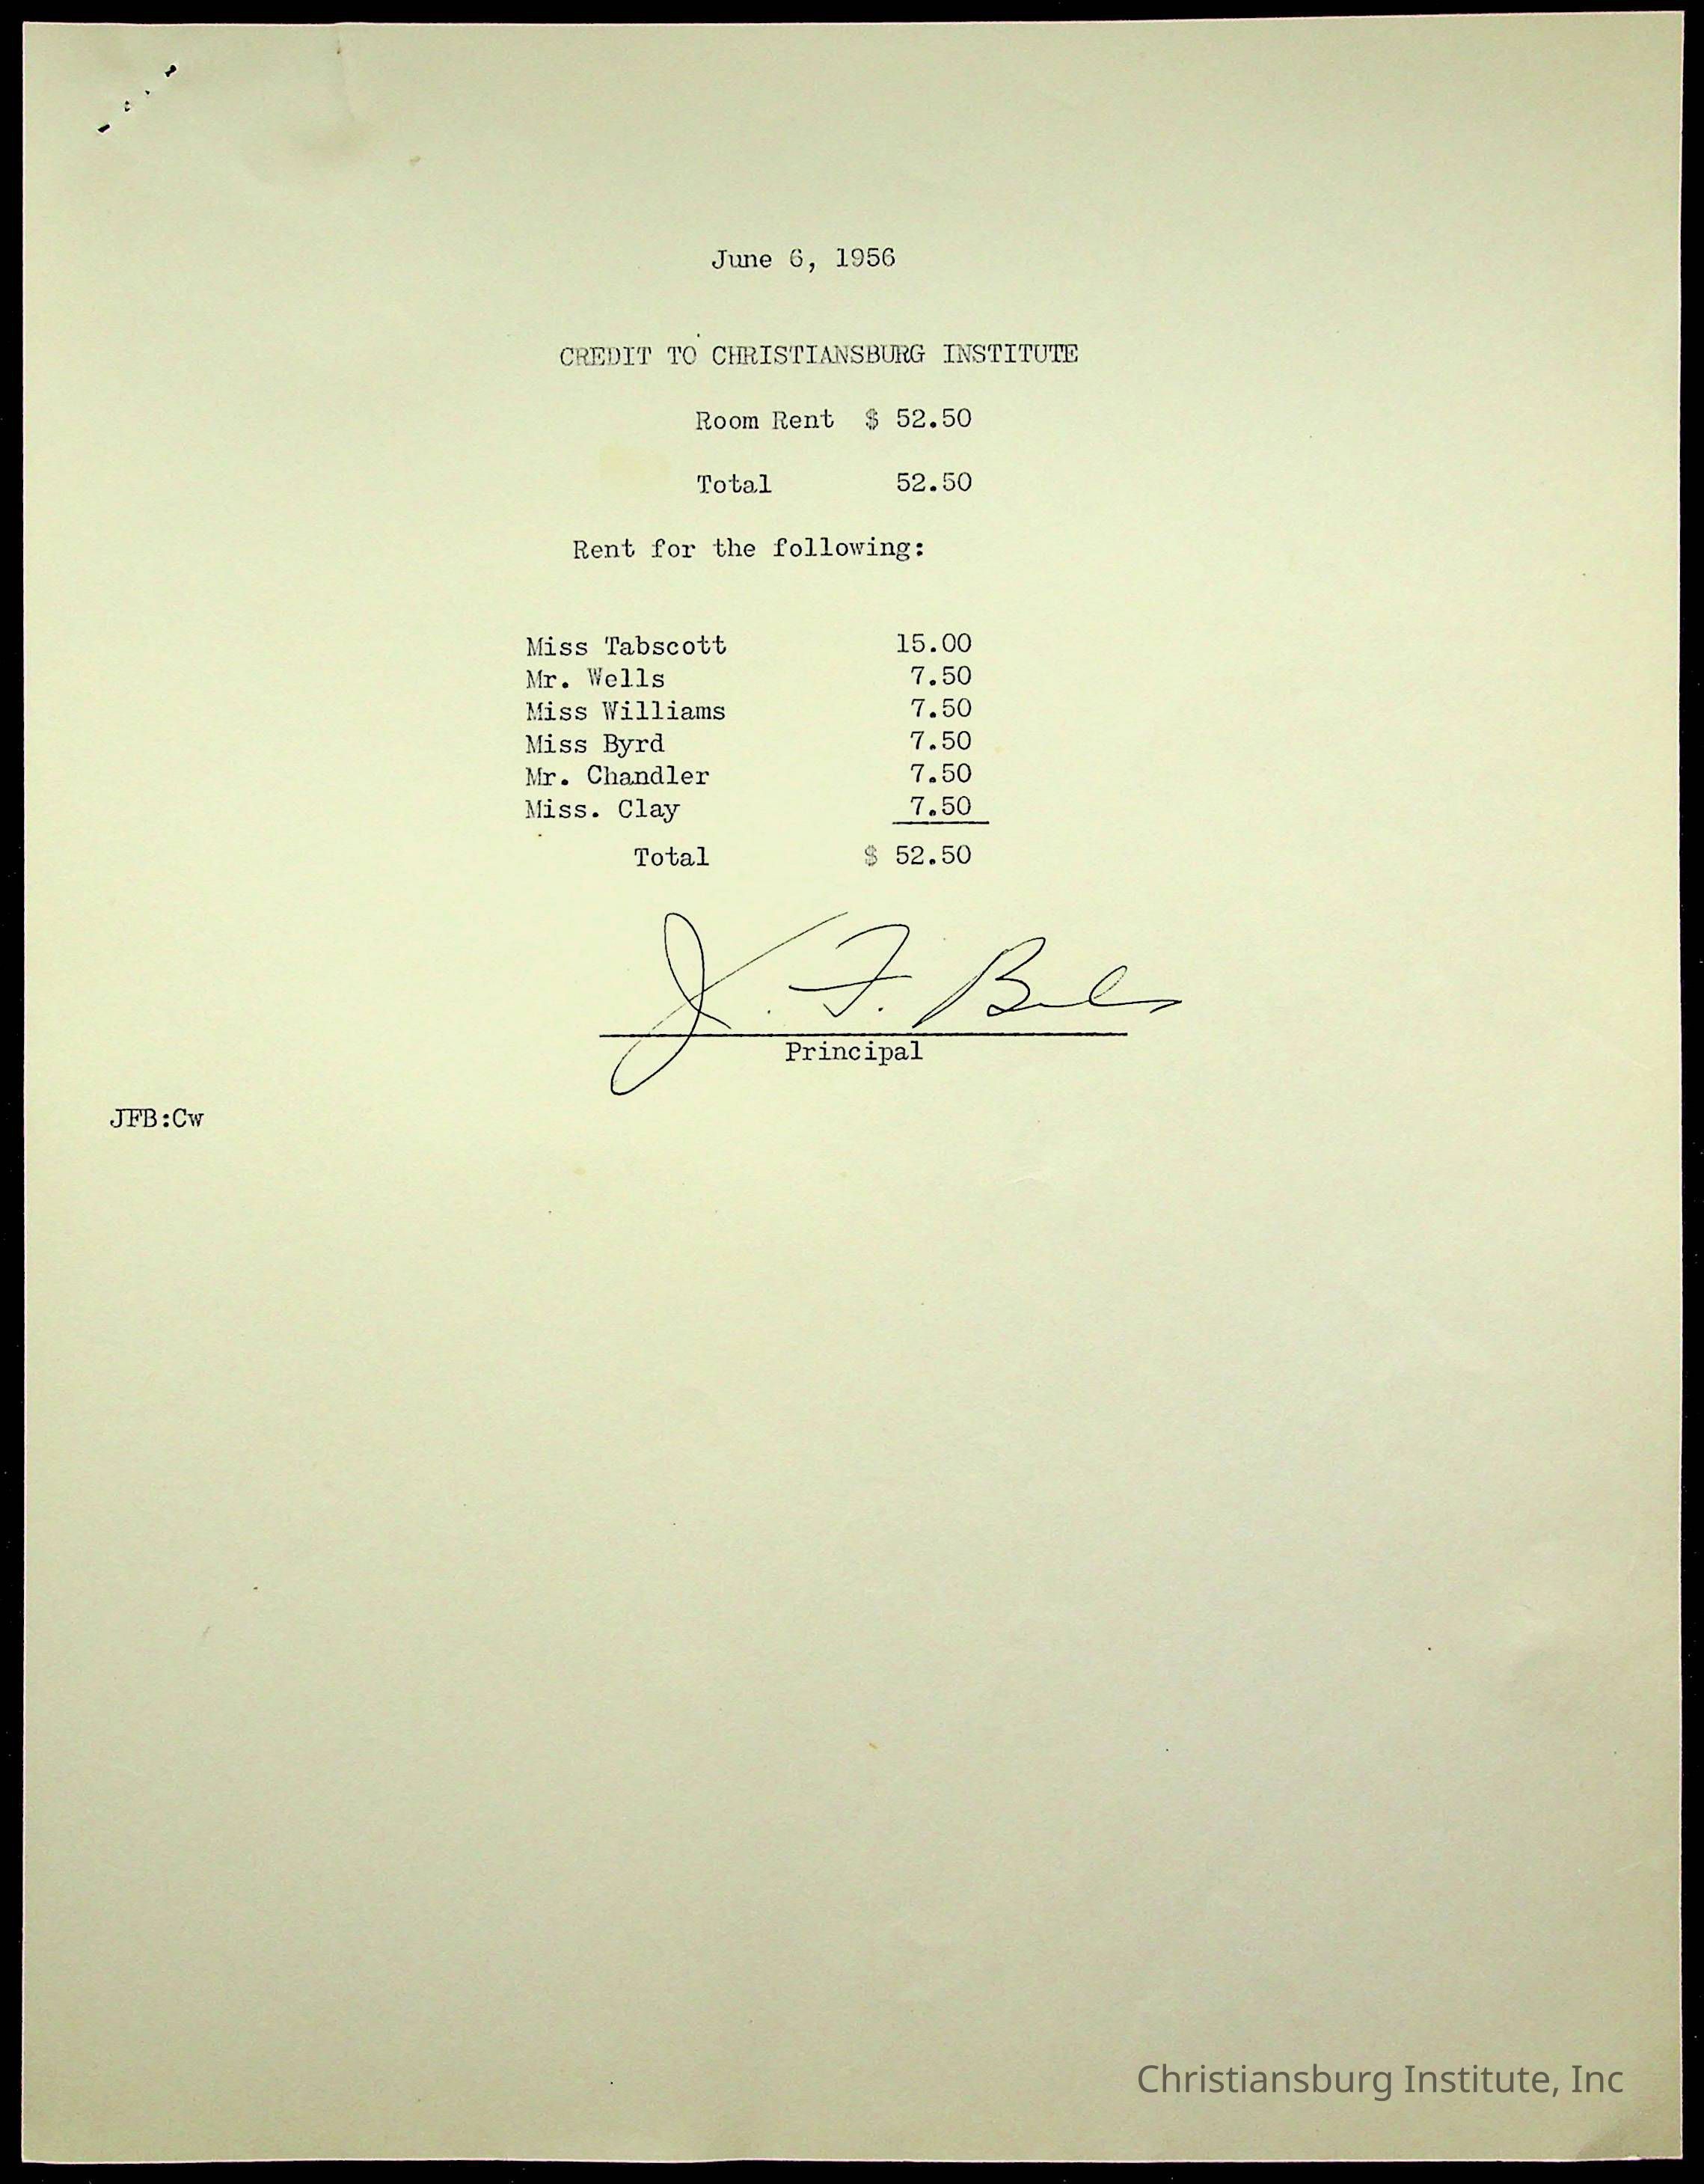 June 6, 1956
CREDIT TO CHRISTIANSBURG INSTITUTE
Room Rent $ 52.50
Total 52.50
Rent for the following:
Miss Tabscott 15.00
Mr. Wells 7.50
Miss Williams 7.50
Miss Byrd 7.50
Mr. Chandler 7.50
Miss. Clay 7.50
Total $ 52.50
J. F. 
Principal
JFB:Cw
Christiansburg Institute, Inc